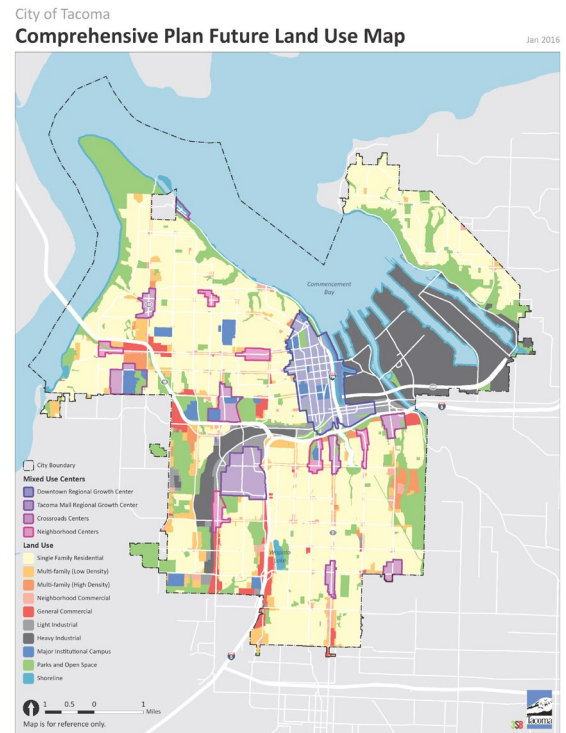 City of Tacoma
Comprehensive Plan Future Land Use Map
Jan 2016
Commencement
Bay
City Boundary
Mixed Use Centers
Downtown Regional Growth Center
Tacoma Mall Regional Growth Center
Crossroads Centers
Neighborhood Centers
Land Use
Single Family Residential
Multi-family (Low Density)
Multi-family (High Density)
Neighborhood Commercial
General Commercial
Light Industrial
Heavy Industrial
Major Institutional Campus
Parks and Open Space
Shoreline
1 0.5 0 1
Miles
Map is for reference only.
Tacoma